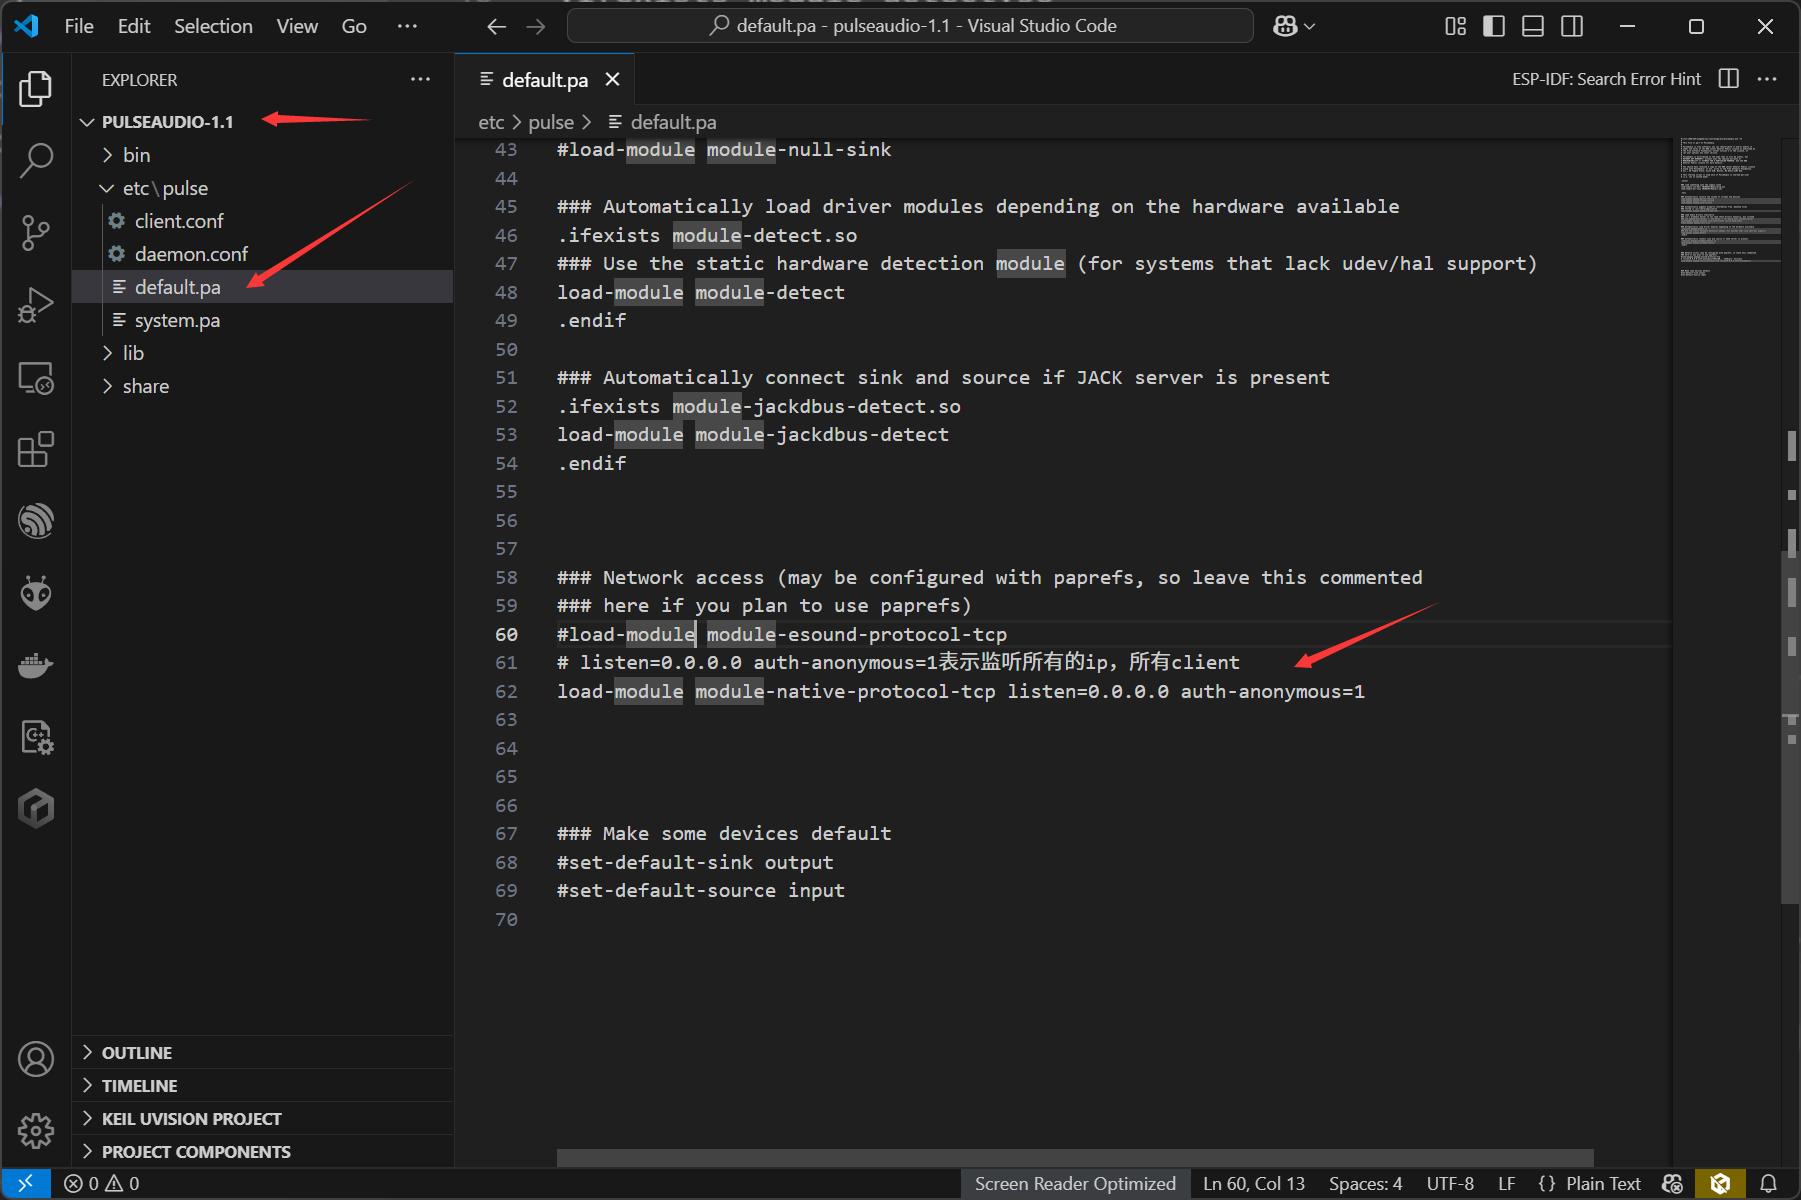 File Edit Selection View Go ···
default.pa - pulseaudio-1.1 - Visual Studio Code
EXPLORER ···
PULSEAUDIO-1.1
bin
etc\pulse
client.conf
daemon.conf
default.pa
system.pa
lib
share
OUTLINE
TIMELINE
KEIL UVISION PROJECT
PROJECT COMPONENTS
default.pa
ESP-IDF: Search Error Hint
etc > pulse > default.pa
43 #load-module module-null-sink
44
45 ### Automatically load driver modules depending on the hardware available
46 .ifexists module-detect.so
47 ### Use the static hardware detection module (for systems that lack udev/hal support)
48 load-module module-detect
49 .endif
50
51 ### Automatically connect sink and source if JACK server is present
52 .ifexists module-jackdbus-detect.so
53 load-module module-jackdbus-detect
54 .endif
55
56
57
58 ### Network access (may be configured with paprefs, so leave this commented
59 ### here if you plan to use paprefs)
60 #load-module module-esound-protocol-tcp
61 # listen=0.0.0.0 auth-anonymous=1表示监听所有的ip，所有client
62 load-module module-native-protocol-tcp listen=0.0.0.0 auth-anonymous=1
63
64
65
66
67 ### Make some devices default
68 #set-default-sink output
69 #set-default-source input
70
0 0
Screen Reader Optimized
Ln 60, Col 13
Spaces: 4
UTF-8
LF
{} Plain Text